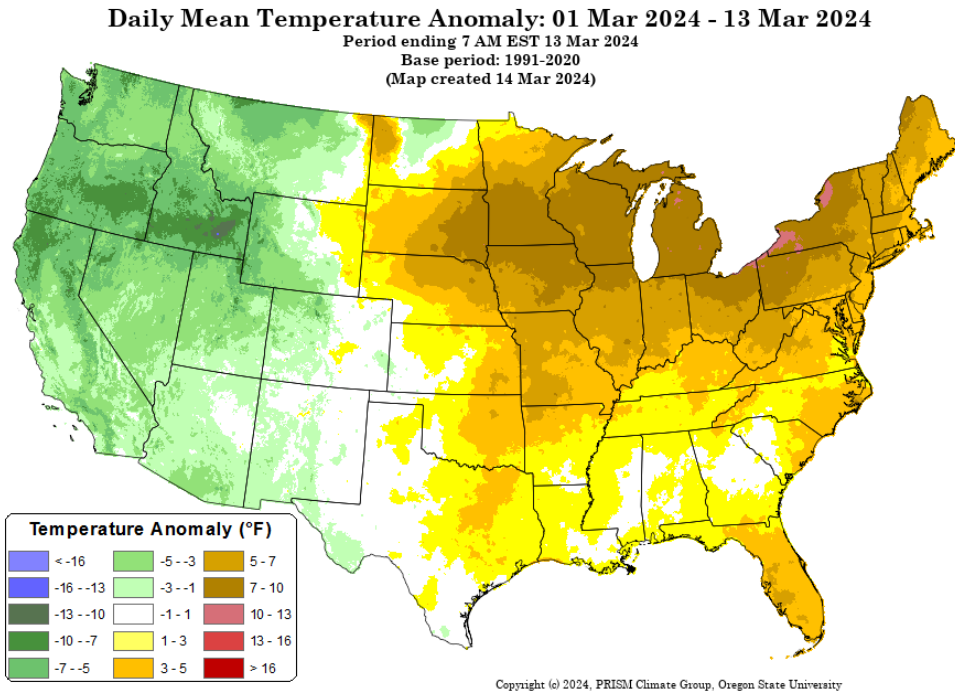 Daily Mean Temperature Anomaly: 01 Mar 2024 - 13 Mar 2024
Period ending 7 AM EST 13 Mar 2024
Base period: 1991-2020
(Map created 14 Mar 2024)
Temperature Anomaly (°F)
< -16
-16 - -13
-13 - -10
-10 - -7
-7 - -5
-5 - -3
-3 - -1
-1 - 1
1 - 3
3 - 5
5 - 7
7 - 10
10 - 13
13 - 16
> 16
Copyright (c) 2024, PRISM Climate Group, Oregon State University